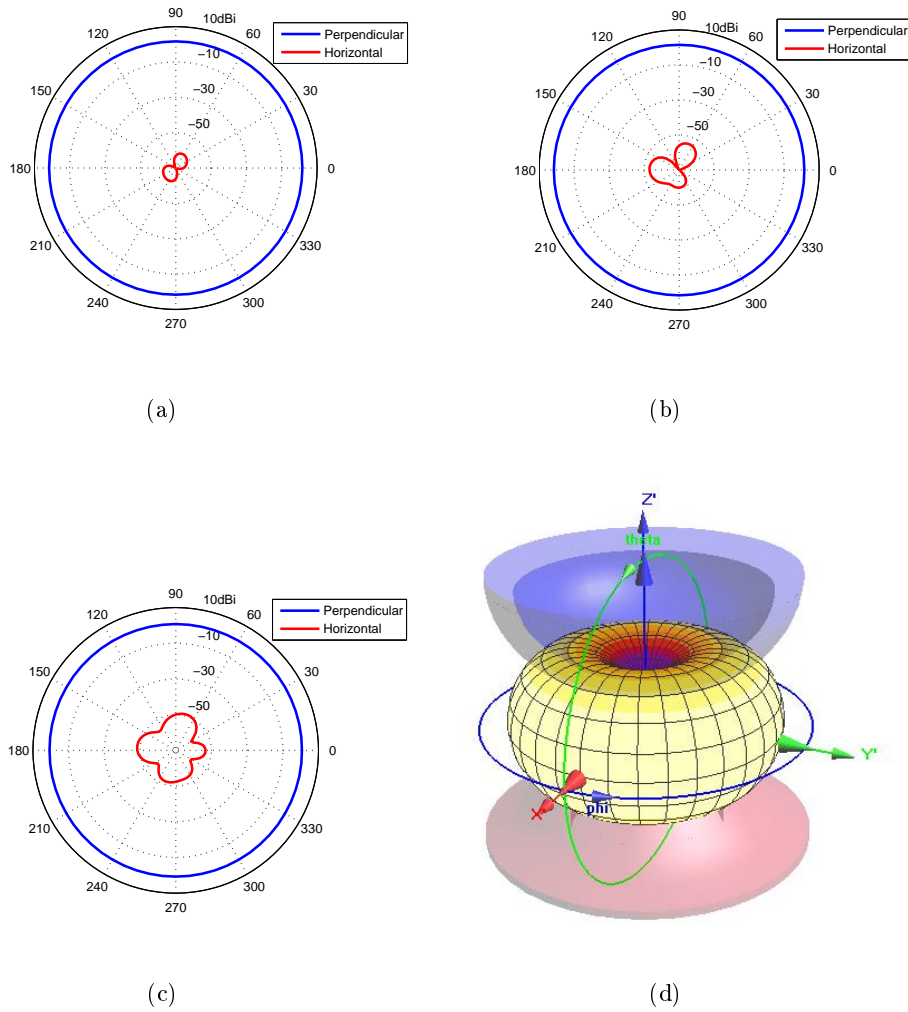 90
10dBi
120
60
Perpendicular
Horizontal
−10
150
30
−30
−50
180
0
210
330
240
300
270
(a)
90
10dBi
120
60
Perpendicular
Horizontal
−10
150
30
−30
−50
180
0
210
330
240
300
270
(b)
90
10dBi
120
60
Perpendicular
Horizontal
−10
150
30
−30
−50
180
0
210
330
240
300
270
(c)
Z'
theta
Y'
X
phi
(d)